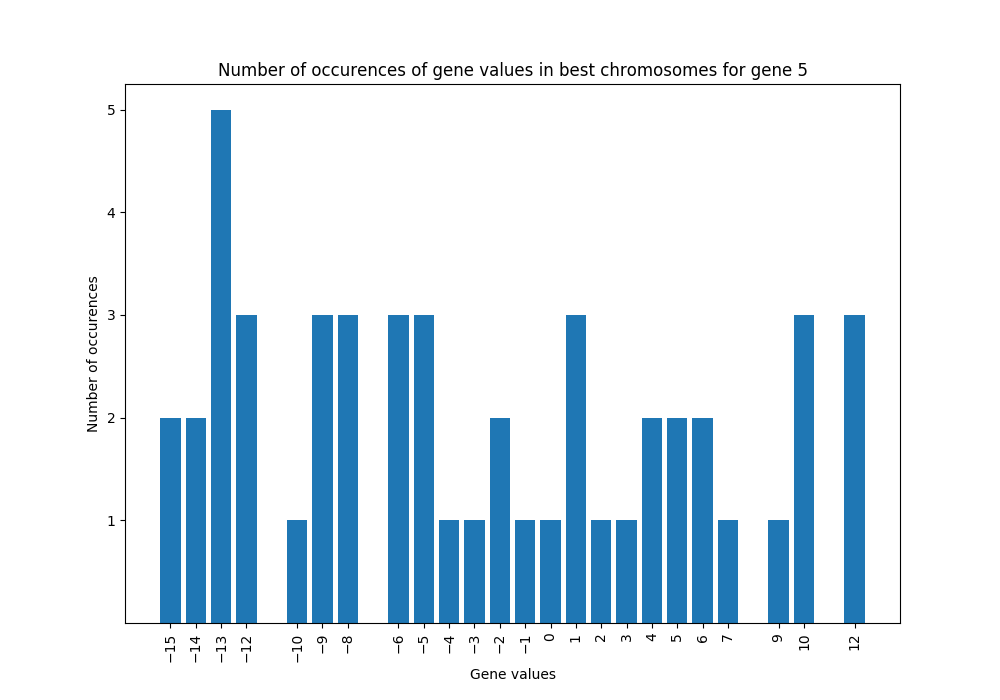 Number of occurences of gene values in best chromosomes for gene 5
Number of occurences
5
4
3
2
1
−15 −14 −13 −12 −10 −9 −8 −6 −5 −4 −3 −2 −1 0 1 2 3 4 5 6 7 9 10 12
Gene values